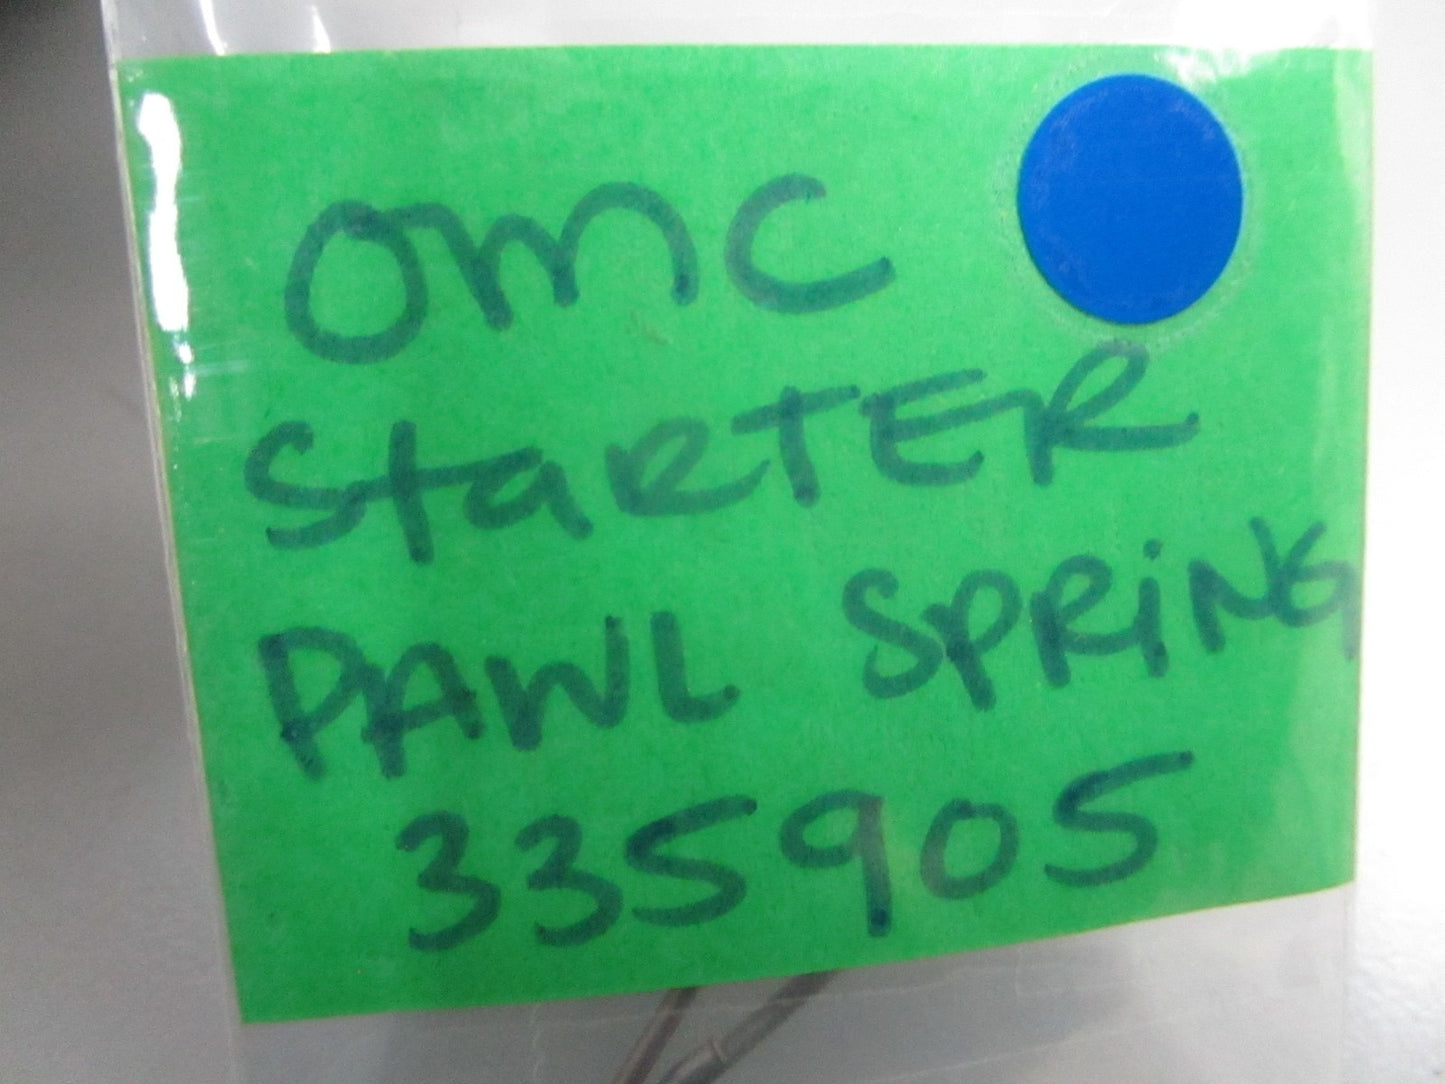 OMC
StaRTER
PAWL SPRiNG
335905